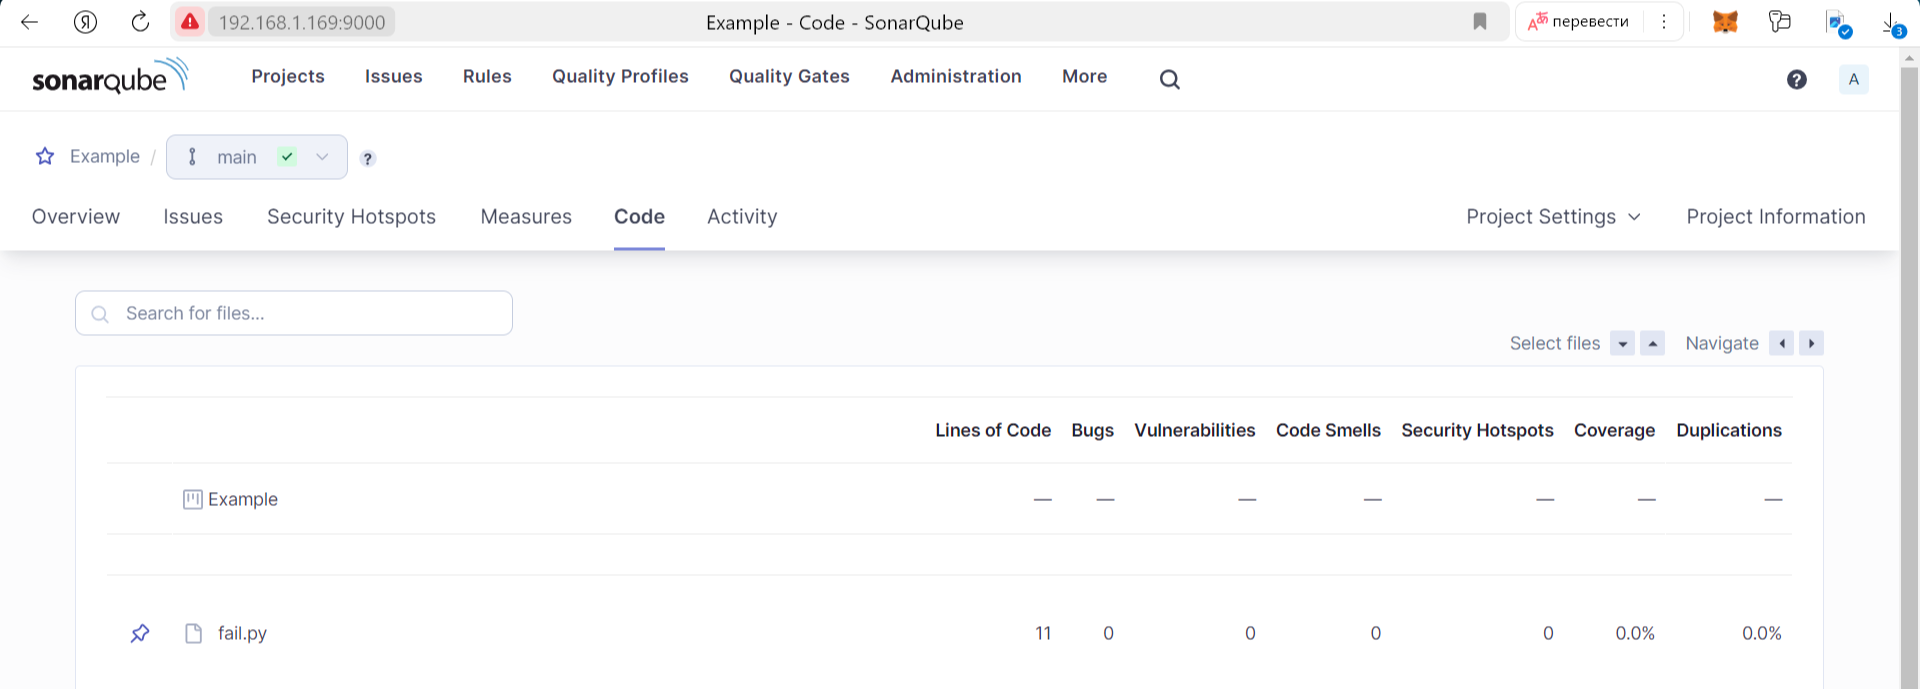 Я
192.168.1.169:9000
Example - Code - SonarQube
Aあ перевести
3
sonarqube
Projects Issues Rules Quality Profiles Quality Gates Administration More
? A
Example / main ?
Overview Issues Security Hotspots Measures Code Activity Project Settings Project Information
Search for files...
Select files Navigate
Lines of Code Bugs Vulnerabilities Code Smells Security Hotspots Coverage Duplications
Example — — — — — — —
fail.py 11 0 0 0 0 0.0% 0.0%